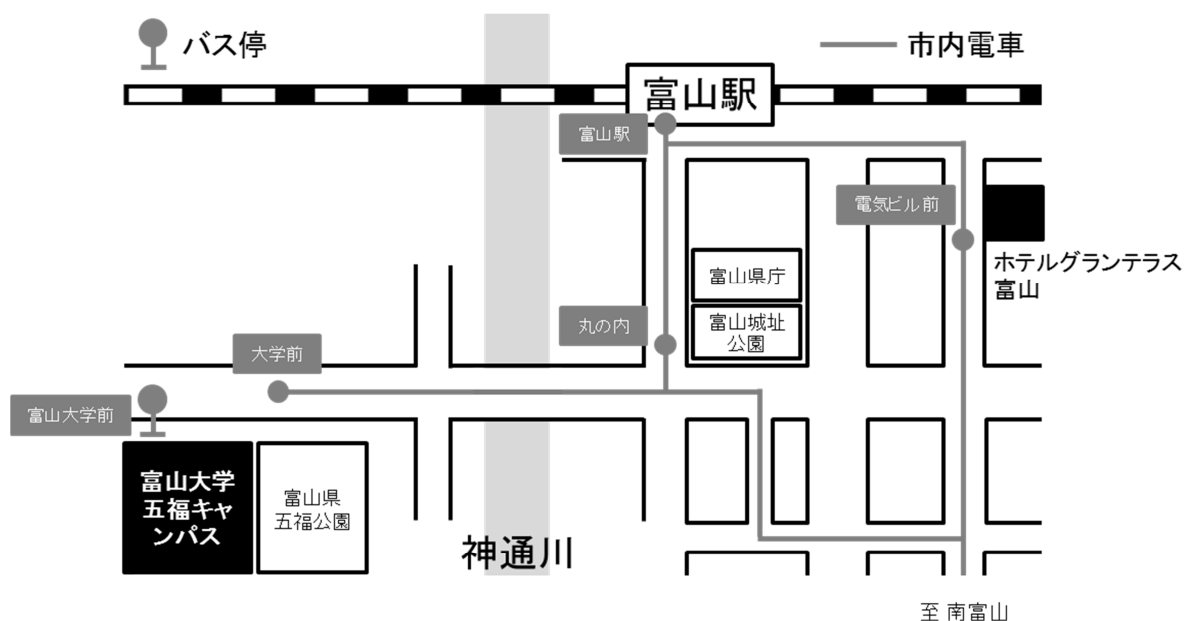 バス停
市内電車
富山駅
富山駅
電気ビル前
ホテルグランテラス
富山
富山県庁
丸の内
富山城址
公園
大学前
富山大学前
富山大学
五福キャ
ンパス
富山県
五福公園
神通川
至 南富山